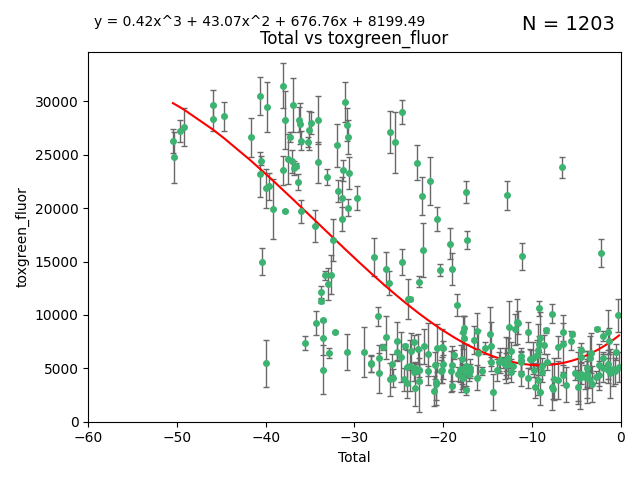 y = 0.42x^3 + 43.07x^2 + 676.76x + 8199.49
N = 1203
Total vs toxgreen_fluor
30000
25000
20000
15000
10000
5000
0
toxgreen_fluor
−60 −50 −40 −30 −20 −10 0
Total